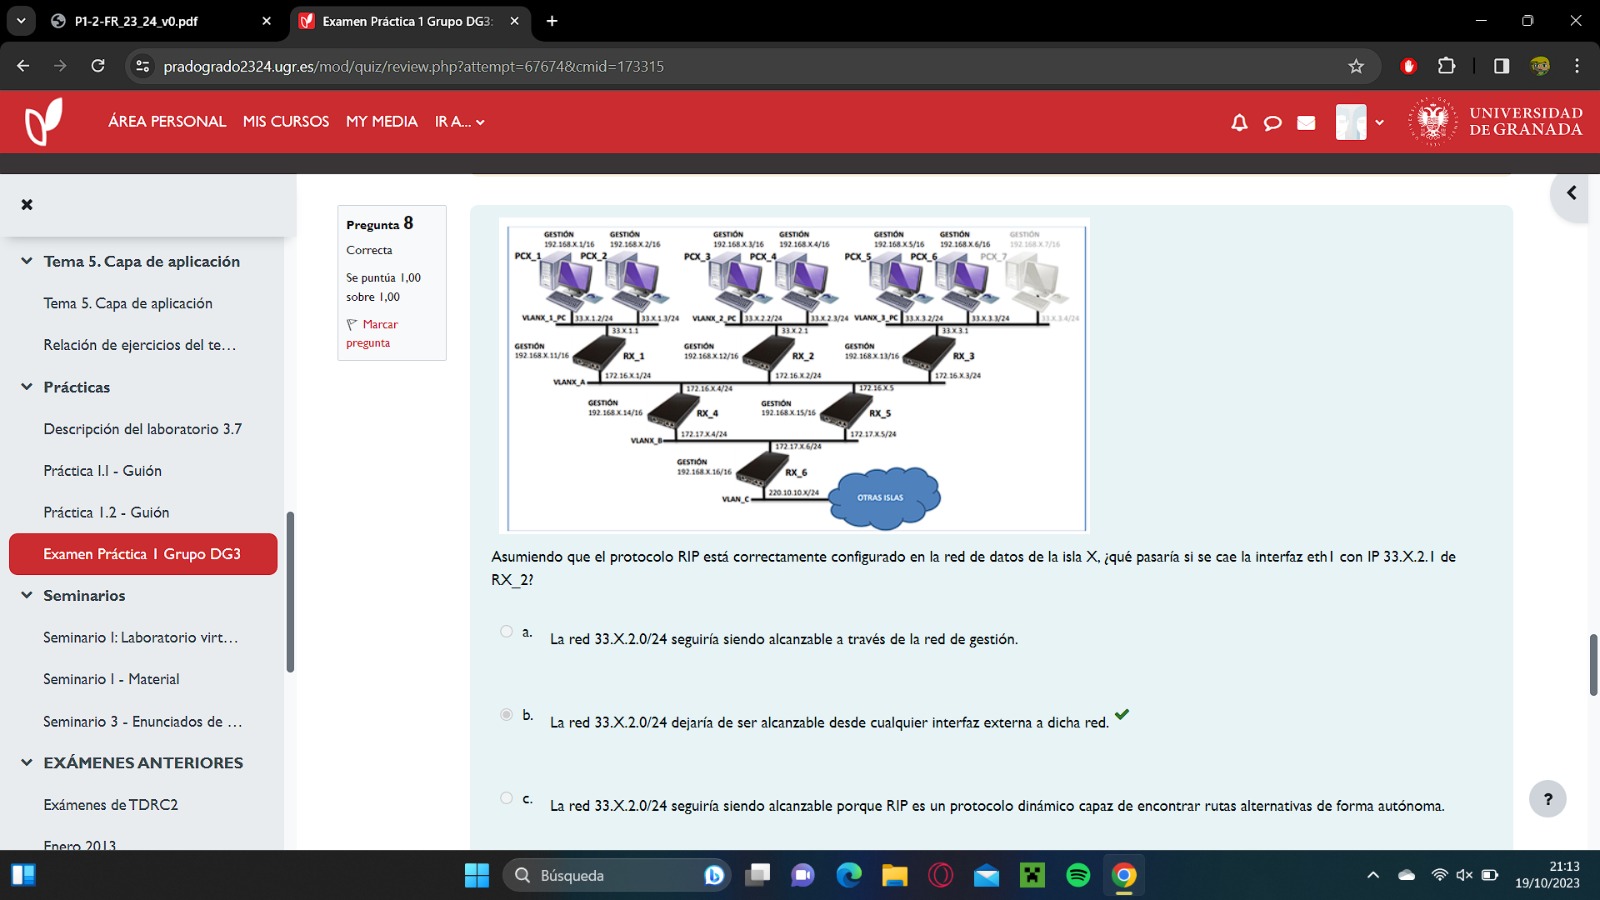 P1-2-FR_23_24_v0.pdf
Examen Práctica 1 Grupo DG3:
pradogrado2324.ugr.es/mod/quiz/review.php?attempt=67674&cmid=173315
ÁREA PERSONAL MIS CURSOS MY MEDIA IR A...
UNIVERSIDAD
DE GRANADA
Tema 5. Capa de aplicación
Tema 5. Capa de aplicación
Relación de ejercicios del te...
Prácticas
Descripción del laboratorio 3.7
Práctica 1.1 - Guión
Práctica 1.2 - Guión
Examen Práctica 1 Grupo DG3
Seminarios
Seminario I: Laboratorio virt...
Seminario I - Material
Seminario 3 - Enunciados de ...
EXÁMENES ANTERIORES
Exámenes de TDRC2
Enero 2013
Pregunta 8
Correcta
Se puntúa 1,00
sobre 1,00
Marcar
pregunta
GESTIÓN GESTIÓN GESTIÓN GESTIÓN GESTIÓN GESTIÓN GESTIÓN
192.168.X.1/16 192.168.X.2/16 192.168.X.3/16 192.168.X.4/16 192.168.X.5/16 192.168.X.6/16 192.168.X.7/16
PCX_1 PCX_2 PCX_3 PCX_4 PCX_5 PCX_6 PCX_7
VLANX_1_PC 33.X.1.2/24 33.X.1.3/24 VLANX_2_PC 33.X.2.2/24 33.X.2.3/24 VLANX_3_PC 33.X.3.2/24 33.X.3.3/24 33.X.3.4/24
33.X.1.1 33.X.2.1 33.X.3.1
GESTIÓN GESTIÓN GESTIÓN
192.168.X.11/16 RX_1 192.168.X.12/16 RX_2 192.168.X.13/16 RX_3
172.16.X.1/24 172.16.X.2/24 172.16.X.3/24
VLANX_A
172.16.X.4/24 172.16.X.5
GESTIÓN GESTIÓN
192.168.X.14/16 RX_4 192.168.X.15/16 RX_5
172.17.X.4/24 172.17.X.5/24
VLANX_B
172.17.X.6/24
GESTIÓN
192.168.X.16/16 RX_6
220.10.10.X/24
VLAN_C
OTRAS ISLAS
Asumiendo que el protocolo RIP está correctamente configurado en la red de datos de la isla X, ¿qué pasaría si se cae la interfaz eth1 con IP 33.X.2.1 de
RX_2?
a. La red 33.X.2.0/24 seguiría siendo alcanzable a través de la red de gestión.
b. La red 33.X.2.0/24 dejaría de ser alcanzable desde cualquier interfaz externa a dicha red.
c. La red 33.X.2.0/24 seguiría siendo alcanzable porque RIP es un protocolo dinámico capaz de encontrar rutas alternativas de forma autónoma.
?
Búsqueda
21:13
19/10/2023